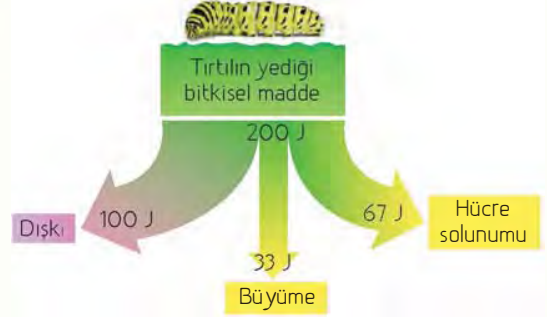 Tırtılın yediği
bitkisel madde
200 J
Dışkı
100 J
67 J
Hücre
solunumu
33 J
Büyüme